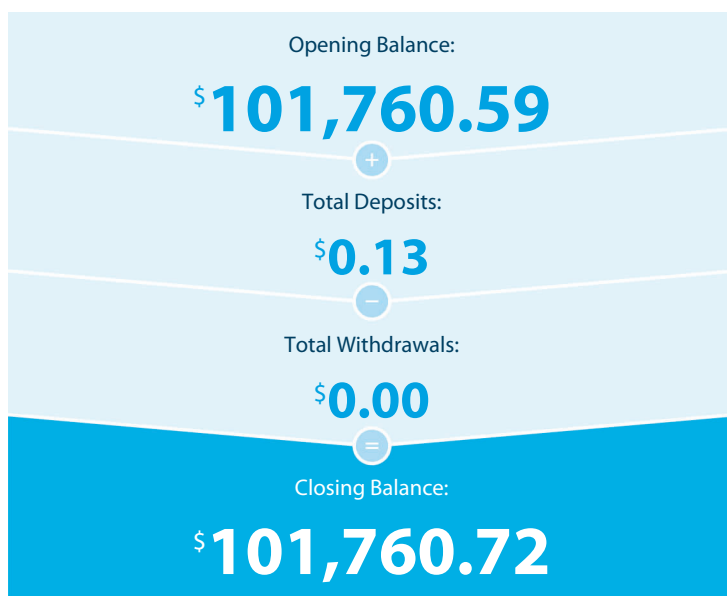 Opening Balance:
$101,760.59
+
Total Deposits:
$0.13
−
Total Withdrawals:
$0.00
=
Closing Balance:
$101,760.72